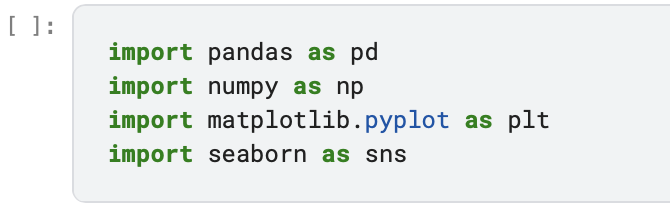 [ ]:
import pandas as pd
import numpy as np
import matplotlib.pyplot as plt
import seaborn as sns